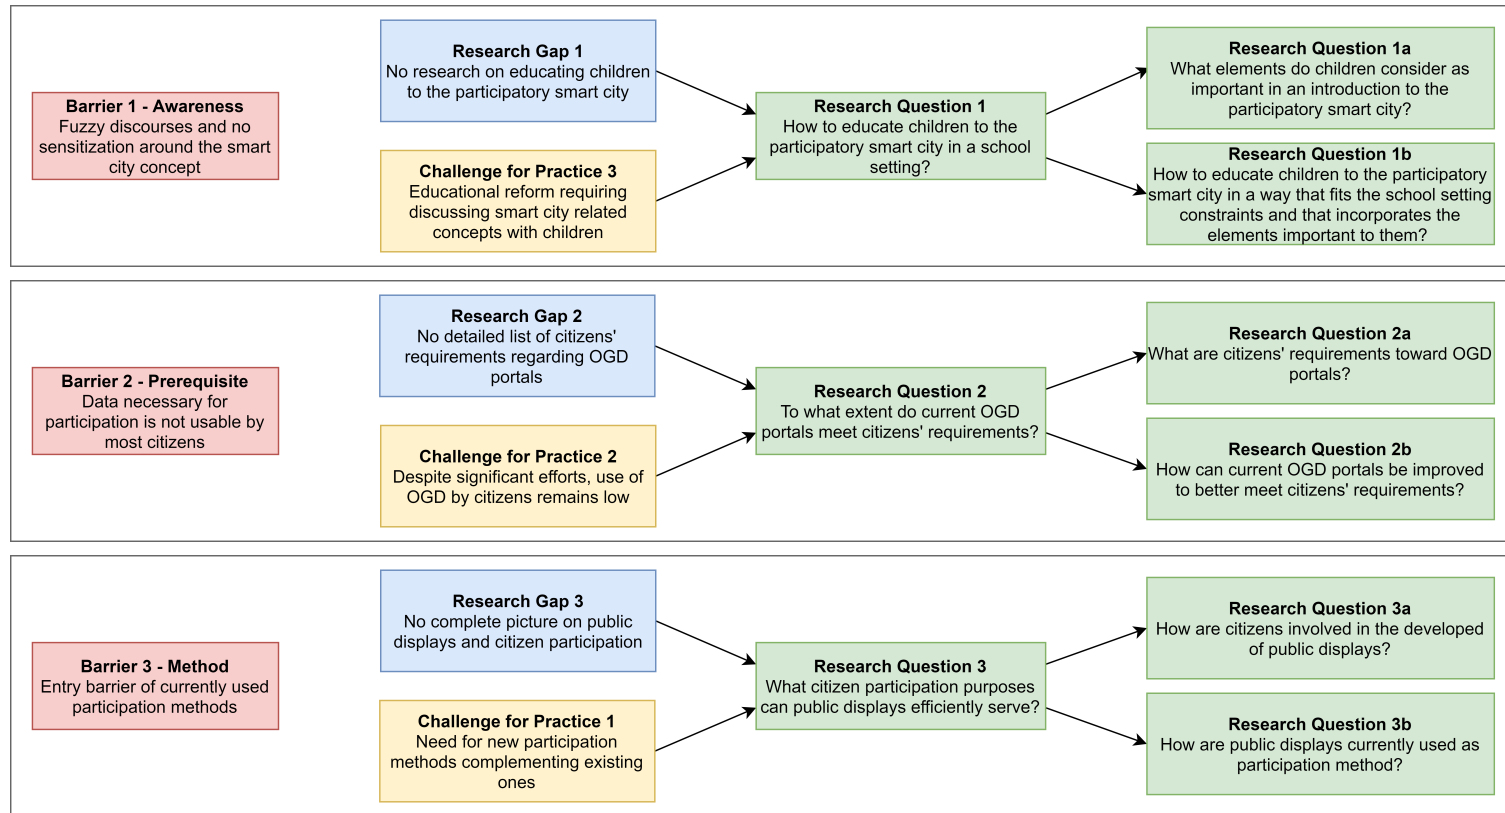 Barrier 1 - Awareness
Fuzzy discourses and no
sensitization around the smart
city concept
Research Gap 1
No research on educating children
to the participatory smart city
Challenge for Practice 3
Educational reform requiring
discussing smart city related
concepts with children
Research Question 1
How to educate children to the
participatory smart city in a school
setting?
Research Question 1a
What elements do children consider as
important in an introduction to the
participatory smart city?
Research Question 1b
How to educate children to the participatory
smart city in a way that fits the school setting
constraints and that incorporates the
elements important to them?
Barrier 2 - Prerequisite
Data necessary for
participation is not usable by
most citizens
Research Gap 2
No detailed list of citizens'
requirements regarding OGD
portals
Challenge for Practice 2
Despite significant efforts, use of
OGD by citizens remains low
Research Question 2
To what extent do current OGD
portals meet citizens' requirements?
Research Question 2a
What are citizens' requirements toward OGD
portals?
Research Question 2b
How can current OGD portals be improved
to better meet citizens' requirements?
Barrier 3 - Method
Entry barrier of currently used
participation methods
Research Gap 3
No complete picture on public
displays and citizen participation
Challenge for Practice 1
Need for new participation
methods complementing existing
ones
Research Question 3
What citizen participation purposes
can public displays efficiently serve?
Research Question 3a
How are citizens involved in the developed
of public displays?
Research Question 3b
How are public displays currently used as
participation method?